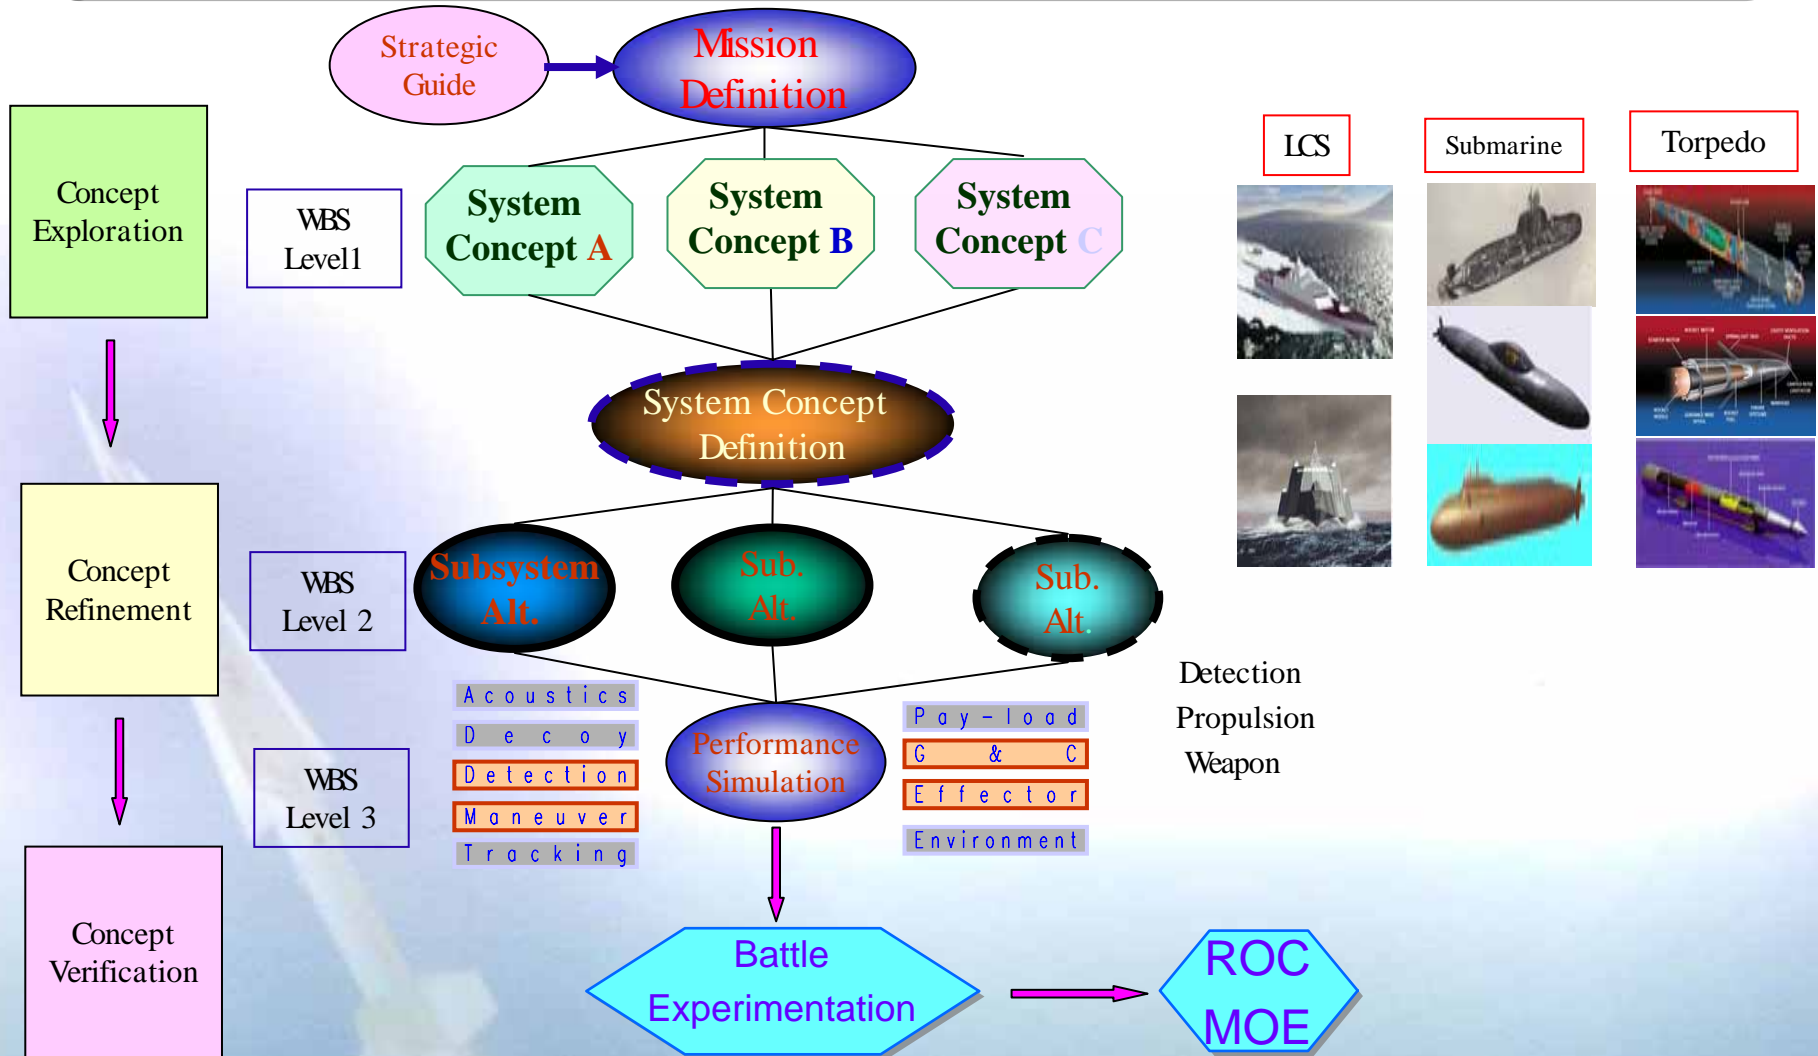 Strategic
Guide
Mission
Definition
Concept
Exploration
WBS
Level1
System
Concept A
System
Concept B
System
Concept C
LCS
Submarine
Torpedo
System Concept
Definition
Concept
Refinement
WBS
Level 2
Subsystem
Alt.
Sub.
Alt.
Sub.
Alt.
Detection
Propulsion
Weapon
WBS
Level 3
Acoustics
Decoy
Detection
Maneuver
Tracking
Performance
Simulation
Pay-load
G & C
Effector
Environment
Concept
Verification
Battle
Experimentation
ROC
MOE